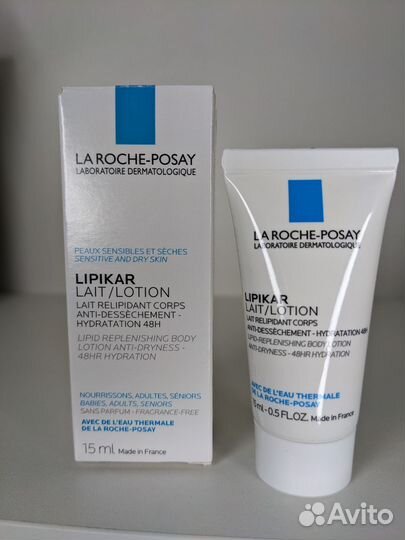 LA ROCHE-POSAY
LABORATOIRE DERMATOLOGIQUE
PEAUX SENSIBLES ET SÈCHES
SENSITIVE AND DRY SKIN
LIPIKAR
LAIT/LOTION
LAIT RELIPIDANT CORPS
ANTI-DESSÈCHEMENT -
HYDRATATION 48H
LIPID REPLENISHING BODY
LOTION ANTI-DRYNESS -
48HR HYDRATION
NOURRISSONS, ADULTES, SÉNIORS
BABIES, ADULTS, SENIORS
SANS PARFUM - FRAGRANCE-FREE
AVEC DE L'EAU THERMALE
DE LA ROCHE-POSAY
15 ml Made in France
LA ROCHE-POSAY
LABORATOIRE DERMATOLOGIQUE
LIPIKAR
LAIT/LOTION
LAIT RELIPIDANT CORPS
ANTI-DESSÈCHEMENT - HYDRATATION 48H
LIPID-REPLENISHING BODY LOTION
ANTI-DRYNESS - 48HR HYDRATION
AVEC DE L'EAU THERMALE
DE LA ROCHE-POSAY
15 ml - 0.5 FL.OZ. Made in France
Avito